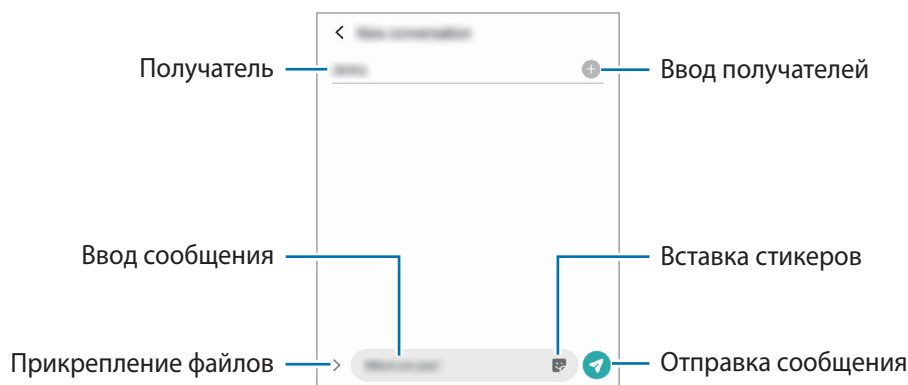 Получатель
Ввод получателей
Ввод сообщения
Вставка стикеров
Прикрепление файлов
Отправка сообщения